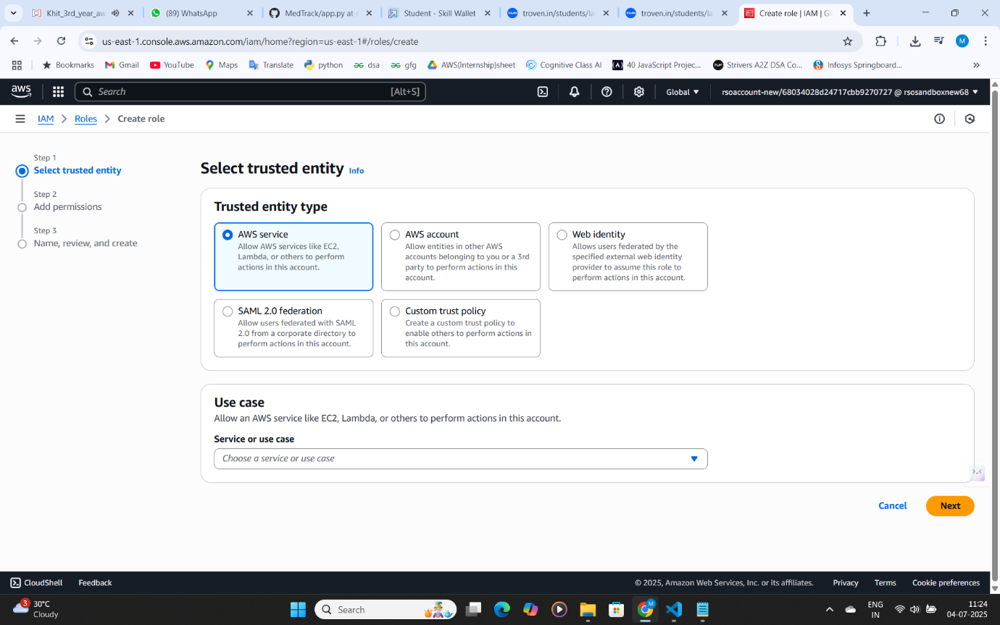 Khit_3rd_year_aw
(89) WhatsApp
MedTrack/app.py at
Student - Skill Wallet
troven.in/students/la
troven.in/students/la
Create role | IAM | Gl
us-east-1.console.aws.amazon.com/iam/home?region=us-east-1#/roles/create
M
Bookmarks
Gmail
YouTube
Maps
Translate
python
dsa
gfg
AWS(Internship)sheet
Cognitive Class AI
40 JavaScript Projec...
Strivers A2Z DSA Co...
Infosys Springboard...
aws
Search
[Alt+S]
Global
rsoaccount-new/68034028d24717cbb9270727 @ rsosandboxnew68
IAM
Roles
Create role
Step 1
Select trusted entity
Step 2
Add permissions
Step 3
Name, review, and create
Select trusted entity Info
Trusted entity type
AWS service
Allow AWS services like EC2,
Lambda, or others to perform
actions in this account.
AWS account
Allow entities in other AWS
accounts belonging to you or a 3rd
party to perform actions in this
account.
Web identity
Allows users federated by the
specified external web identity
provider to assume this role to
perform actions in this account.
SAML 2.0 federation
Allow users federated with SAML
2.0 from a corporate directory to
perform actions in this account.
Custom trust policy
Create a custom trust policy to
enable others to perform actions in
this account.
Use case
Allow an AWS service like EC2, Lambda, or others to perform actions in this account.
Service or use case
Choose a service or use case
Cancel
Next
CloudShell
Feedback
© 2025, Amazon Web Services, Inc. or its affiliates.
Privacy
Terms
Cookie preferences
3
30°C
Cloudy
Search
M
ENG
IN
11:24
04-07-2025